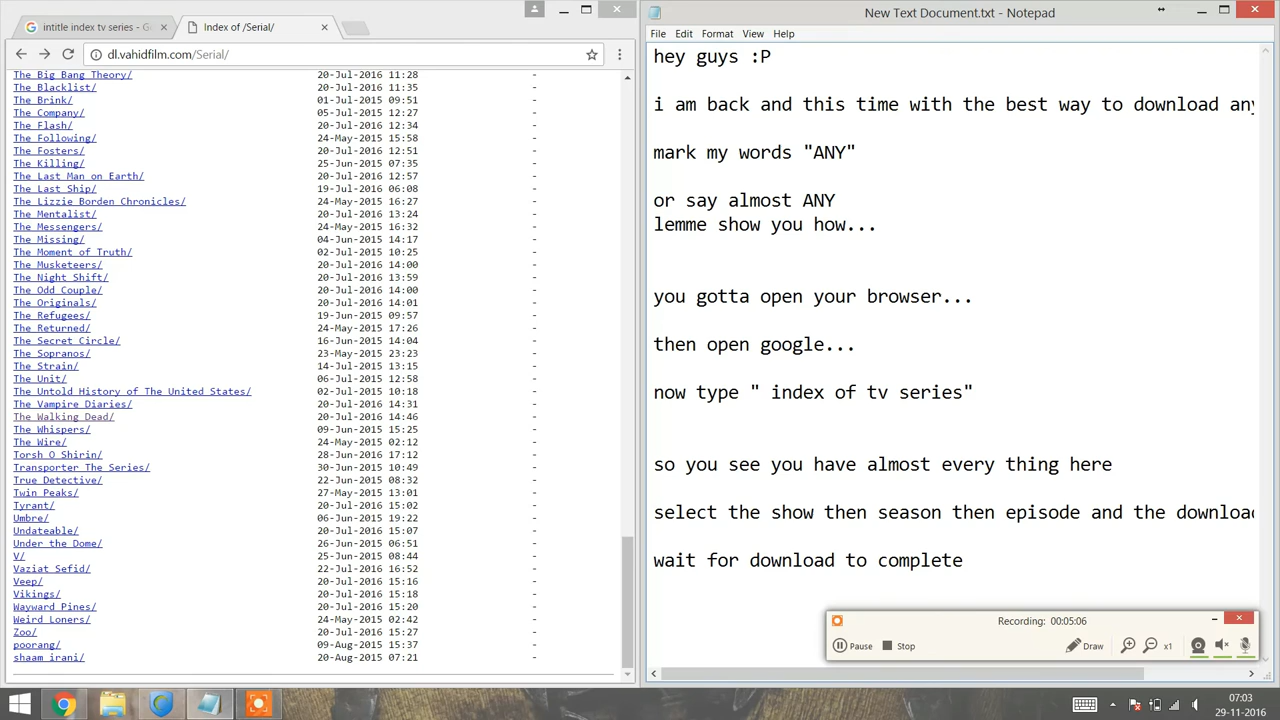 intitle index tv series - G
Index of /Serial/
dl.vahidfilm.com/Serial/
The Big Bang Theory/ 20-Jul-2016 11:28 -
The Blacklist/ 20-Jul-2016 11:35 -
The Brink/ 01-Jul-2015 09:51 -
The Company/ 05-Jul-2015 12:27 -
The Flash/ 20-Jul-2016 12:34 -
The Following/ 24-May-2015 15:58 -
The Fosters/ 20-Jul-2016 12:51 -
The Killing/ 25-Jun-2015 07:35 -
The Last Man on Earth/ 20-Jul-2016 12:57 -
The Last Ship/ 19-Jul-2016 06:08 -
The Lizzie Borden Chronicles/ 24-May-2015 16:27 -
The Mentalist/ 20-Jul-2016 13:24 -
The Messengers/ 24-May-2015 16:32 -
The Missing/ 04-Jun-2015 14:17 -
The Moment of Truth/ 02-Jul-2015 10:25 -
The Musketeers/ 20-Jul-2016 14:00 -
The Night Shift/ 20-Jul-2016 13:59 -
The Odd Couple/ 20-Jul-2016 14:00 -
The Originals/ 20-Jul-2016 14:01 -
The Refugees/ 19-Jun-2015 09:57 -
The Returned/ 24-May-2015 17:26 -
The Secret Circle/ 16-Jun-2015 14:04 -
The Sopranos/ 23-May-2015 23:23 -
The Strain/ 14-Jul-2015 13:15 -
The Unit/ 06-Jul-2015 12:58 -
The Untold History of The United States/ 02-Jul-2015 10:18 -
The Vampire Diaries/ 20-Jul-2016 14:31 -
The Walking Dead/ 20-Jul-2016 14:46 -
The Whispers/ 09-Jun-2015 15:25 -
The Wire/ 24-May-2015 02:12 -
Torsh O Shirin/ 28-Jun-2015 17:12 -
Transporter The Series/ 30-Jun-2015 10:49 -
True Detective/ 22-Jun-2015 08:32 -
Twin Peaks/ 27-May-2015 13:01 -
Tyrant/ 20-Jul-2016 15:02 -
Umbre/ 06-Jun-2015 19:22 -
Undateable/ 20-Jul-2016 15:07 -
Under the Dome/ 26-Jun-2015 06:51 -
V/ 25-Jun-2015 08:44 -
Vaziat Sefid/ 22-Jul-2016 16:52 -
Veep/ 20-Jul-2016 15:16 -
Vikings/ 20-Jul-2016 15:18 -
Wayward Pines/ 20-Jul-2016 15:20 -
Weird Loners/ 24-May-2015 02:42 -
Zoo/ 20-Jul-2016 15:27 -
poorang/ 09-Aug-2015 15:37 -
shaam irani/ 20-Aug-2015 07:21 -
New Text Document.txt - Notepad
File Edit Format View Help
hey guys :P
i am back and this time with the best way to download any
mark my words "ANY"
or say almost ANY
lemme show you how...
you gotta open your browser...
then open google...
now type " index of tv series"
so you see you have almost every thing here
select the show then season then episode and the download
wait for download to complete
Recording: 00:05:06
Pause Stop Draw x1
07:03
29-11-2016